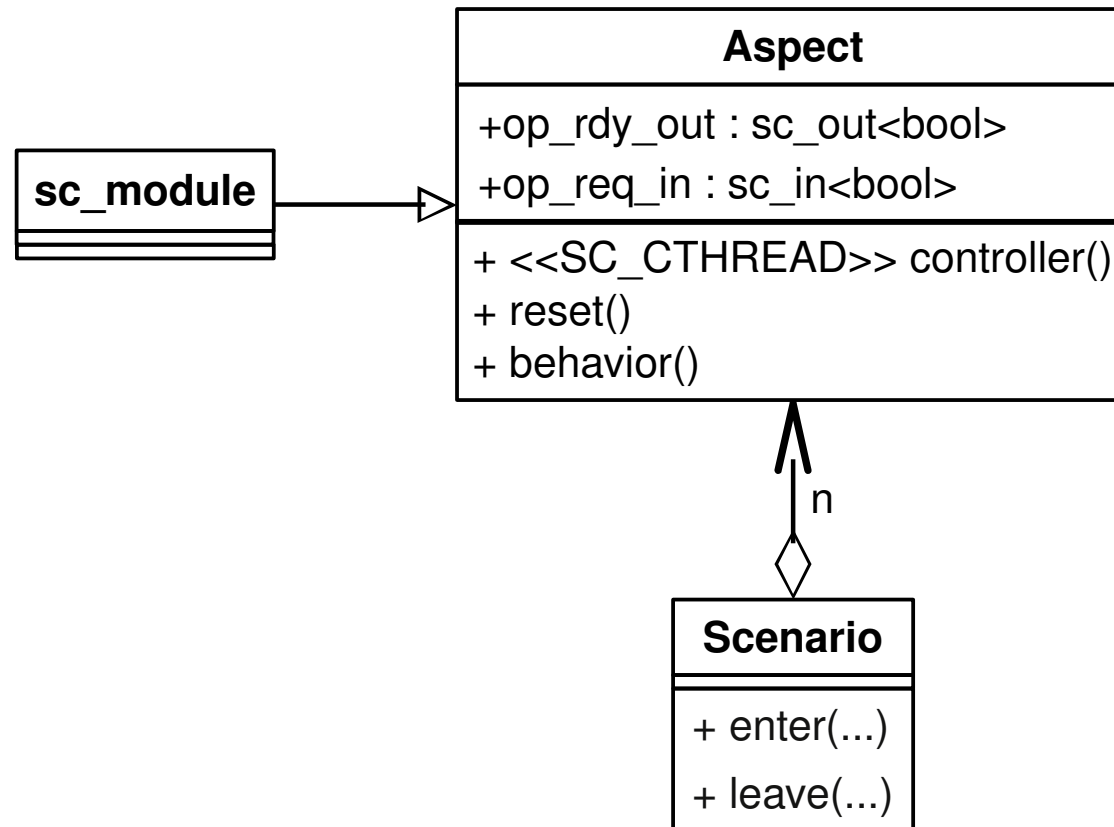 Aspect
+op_rdy_out : sc_out<bool>
+op_req_in : sc_in<bool>
+ <<SC_CTHREAD>> controller()
+ reset()
+ behavior()
sc_module
n
Scenario
+ enter(...)
+ leave(...)